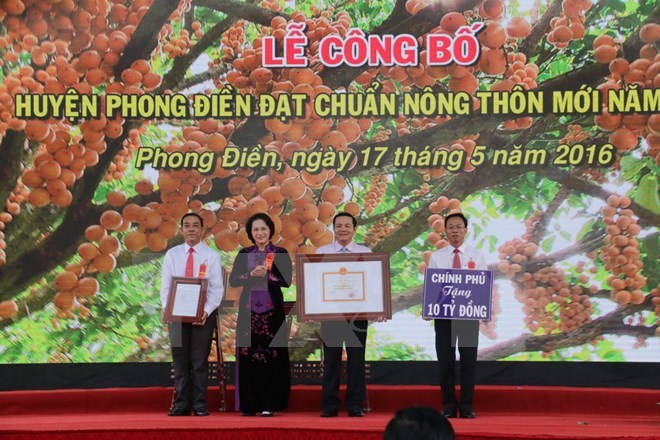 LỄ CÔNG BỐ
HUYỆN PHONG ĐIỀN ĐẠT CHUẨN NÔNG THÔN MỚI NĂM
Phong Điền, ngày 17 tháng 5 năm 2016
CHÍNH PHỦ
Tặng
10 TỶ ĐỒNG